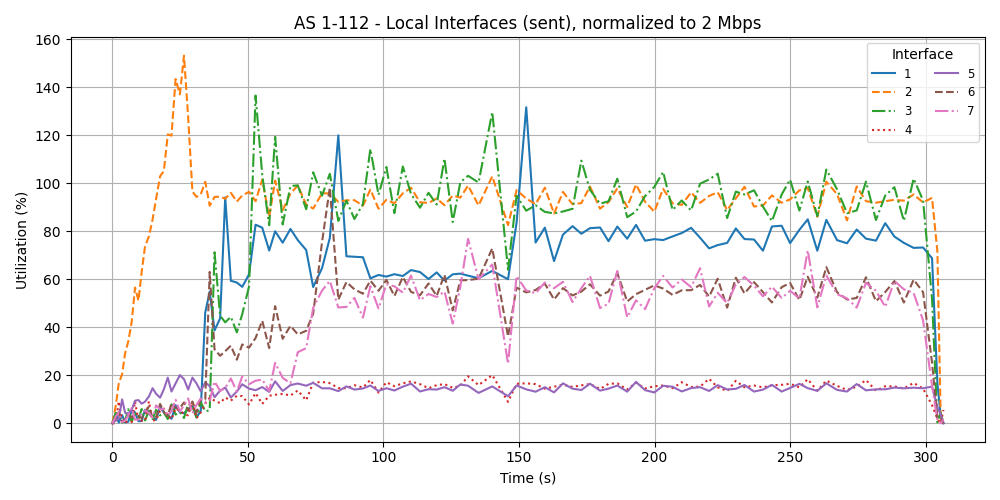 AS 1-112 - Local Interfaces (sent), normalized to 2 Mbps
Utilization (%)
160
140
120
100
80
60
40
20
0
0 50 100 150 200 250 300
Time (s)
Interface
1 5
2 6
3 7
4